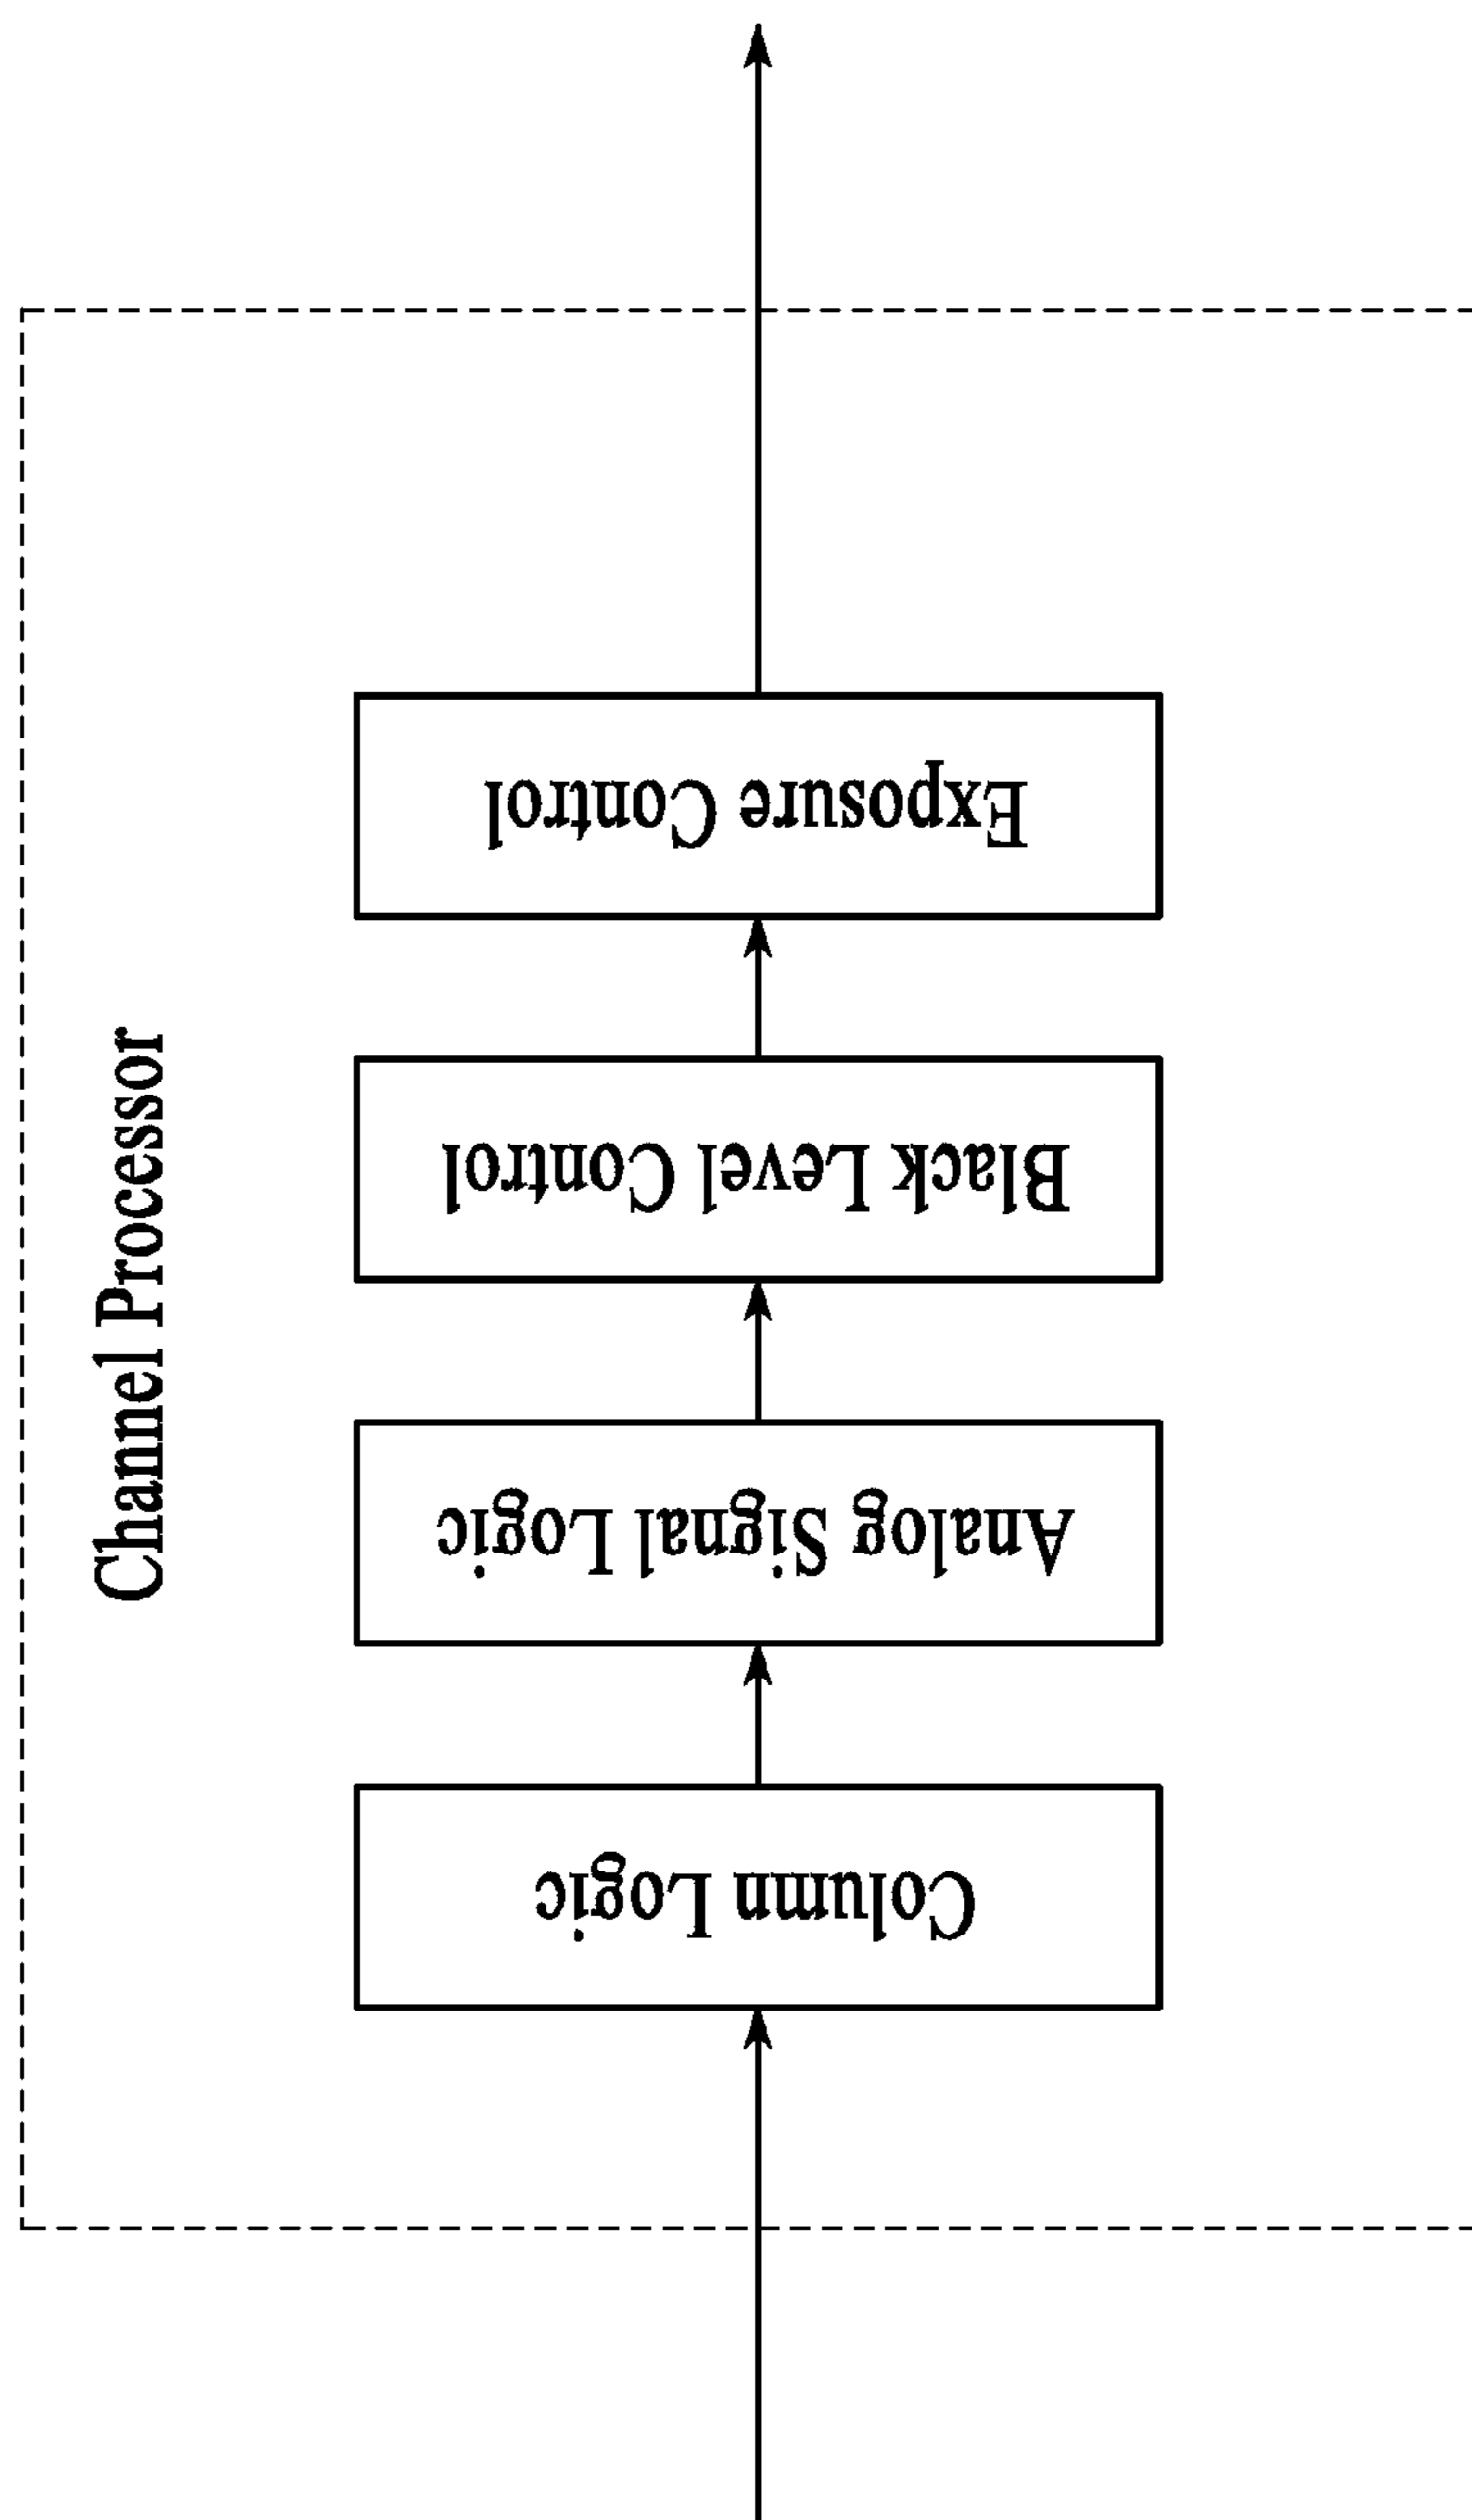 Channel Processor
Column Logic
Analog Signal Logic
Black Level Control
Exposure Control